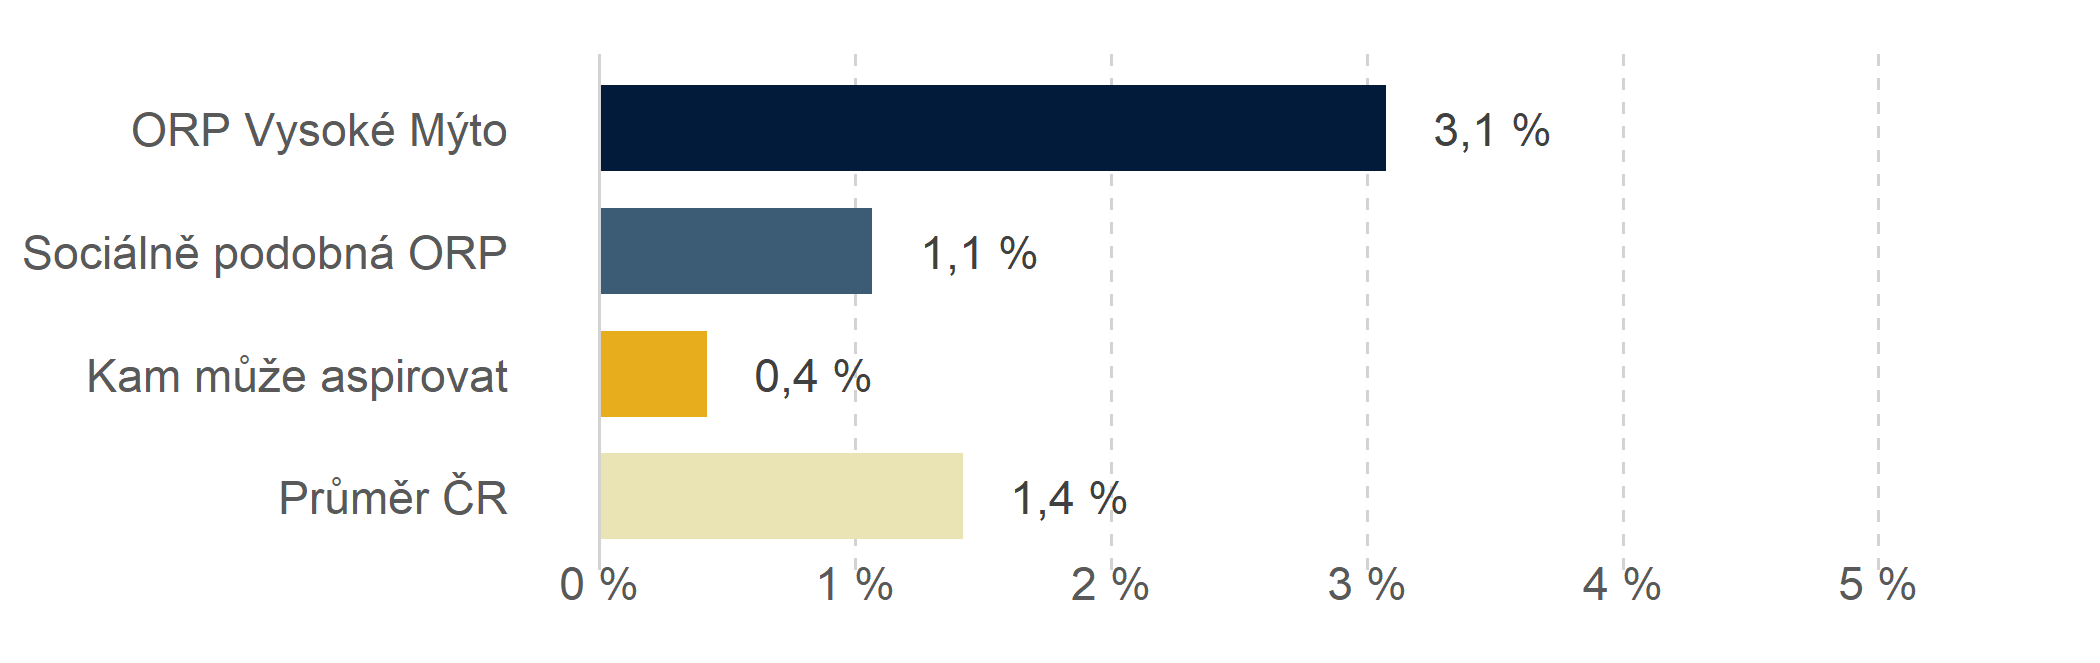 ORP Vysoké Mýto 3,1 %
Sociálně podobná ORP 1,1 %
Kam může aspirovat 0,4 %
Průměr ČR 1,4 %
0 % 1 % 2 % 3 % 4 % 5 %